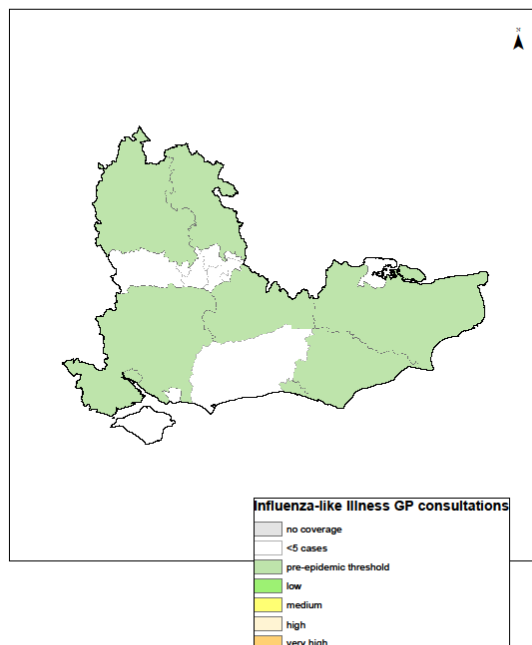 N
Influenza-like Illness GP consultations
no coverage
<5 cases
pre-epidemic threshold
low
medium
high
very high